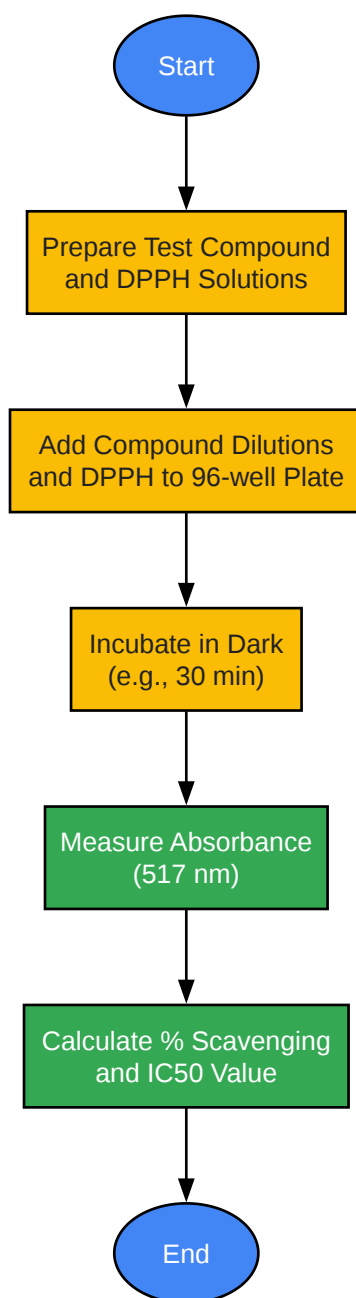 Start
Prepare Test Compound
and DPPH Solutions
Add Compound Dilutions
and DPPH to 96-well Plate
Incubate in Dark
(e.g., 30 min)
Measure Absorbance
(517 nm)
Calculate % Scavenging
and IC50 Value
End